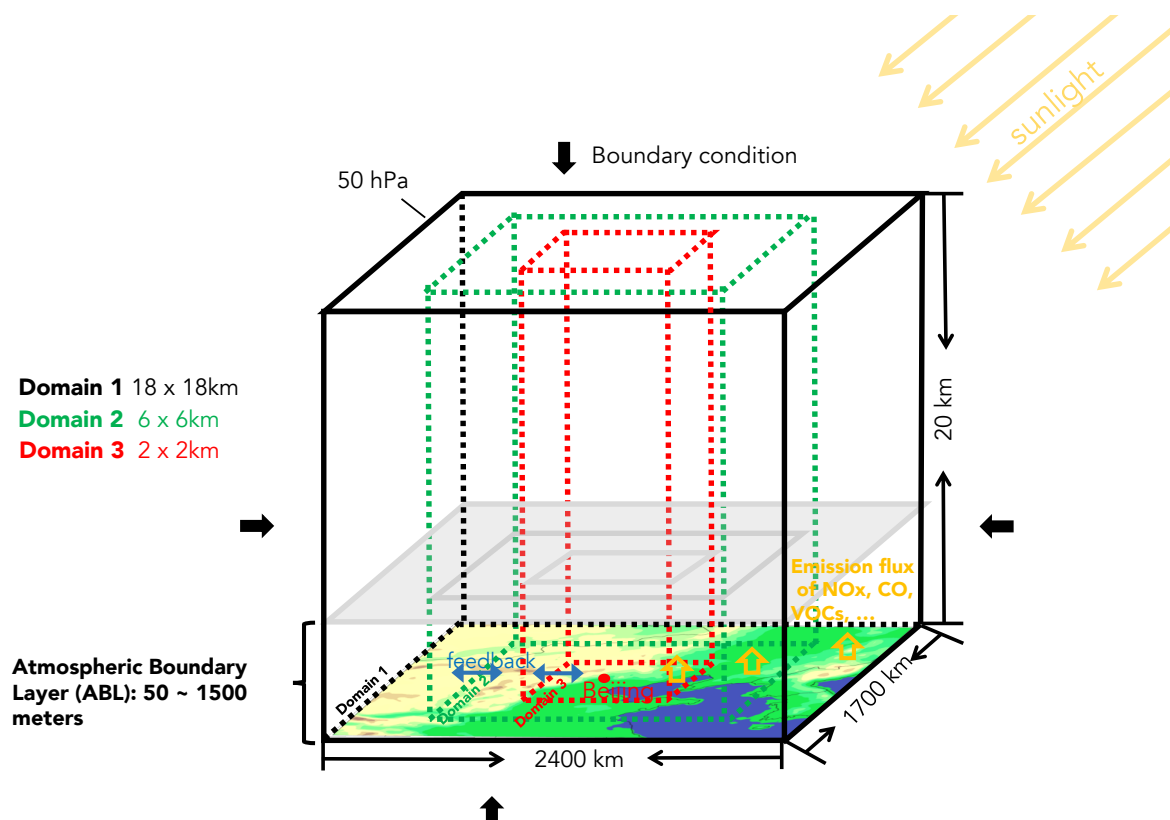 sunlight
Boundary condition
50 hPa
20 km
Domain 1 18 x 18km
Domain 2 6 x 6km
Domain 3 2 x 2km
Emission flux
of NOx, CO,
VOCs, ...
Atmospheric Boundary
Layer (ABL): 50 ~ 1500
meters
feedback
Domain 1
Domain 2
Domain 3
Beijing
1700 km
2400 km